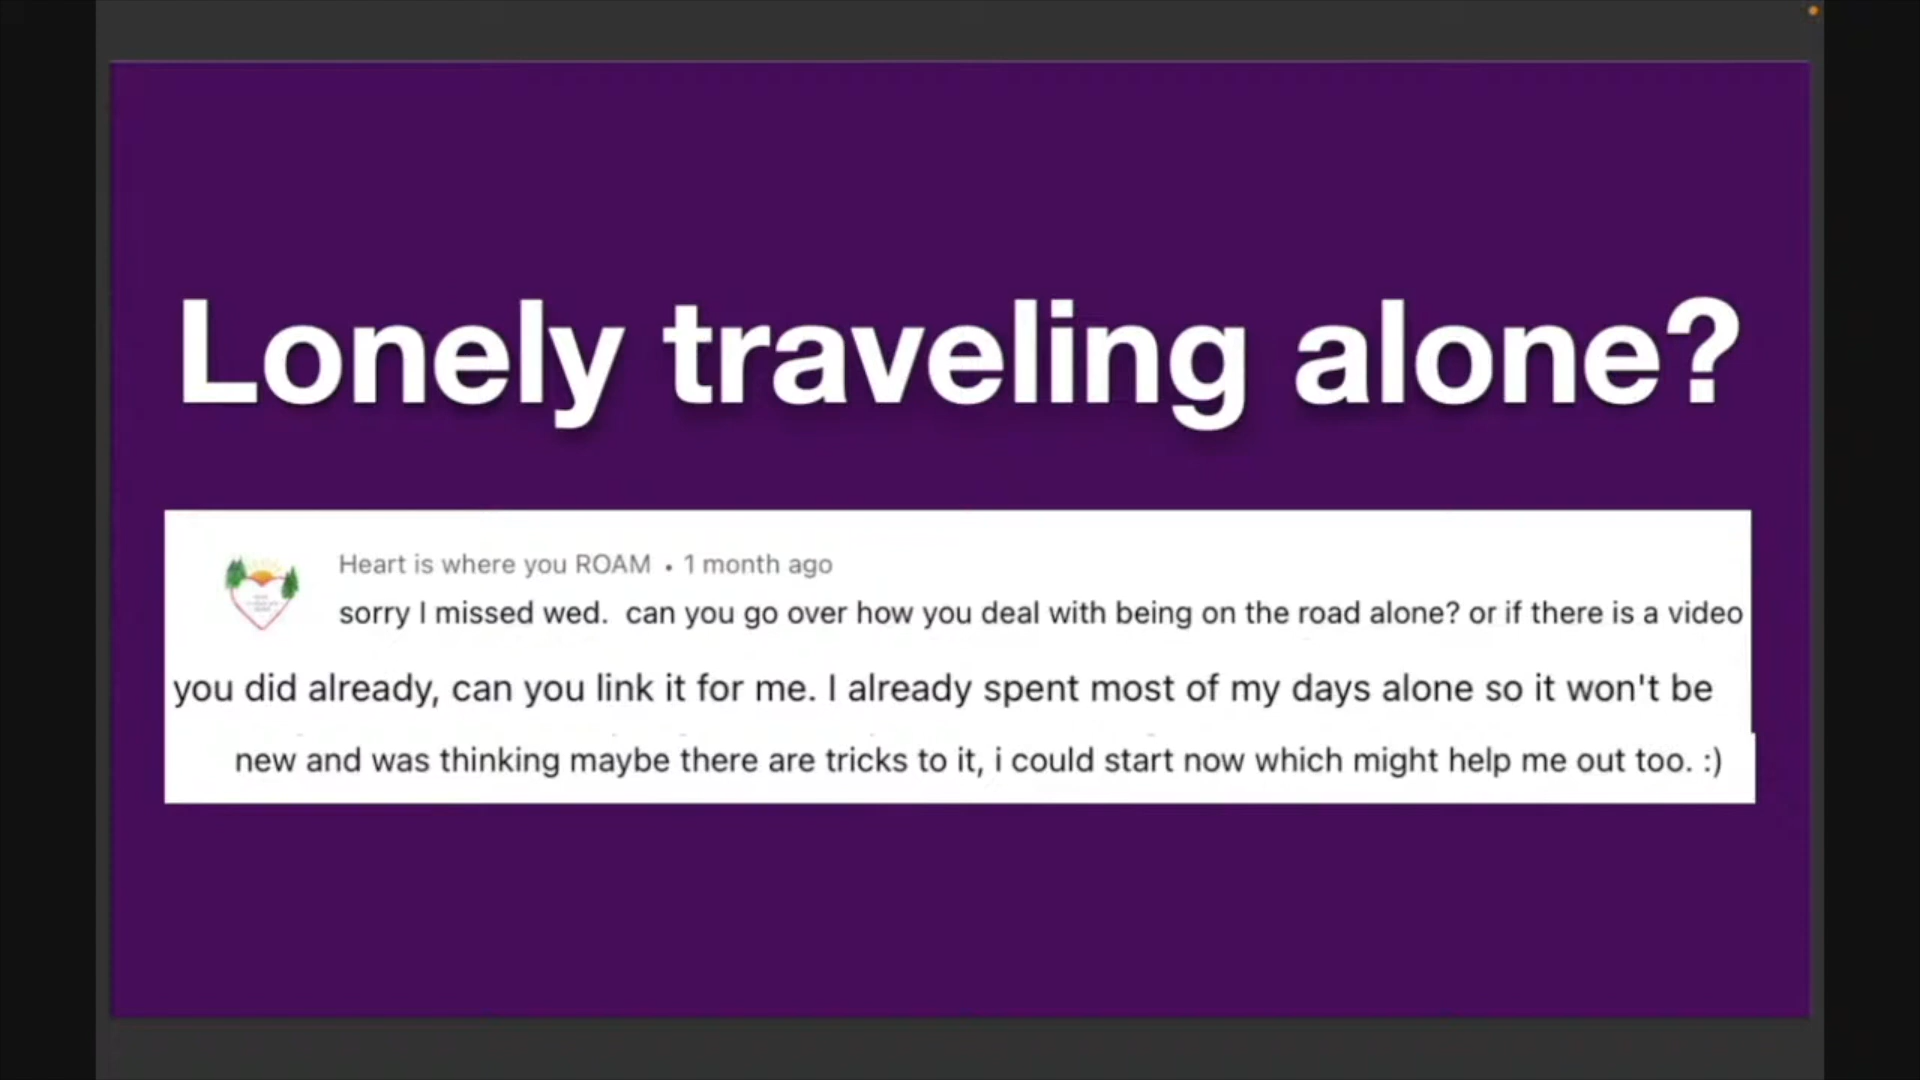 Lonely traveling alone?
Heart is where you ROAM • 1 month ago
sorry I missed wed.  can you go over how you deal with being on the road alone? or if there is a video
you did already, can you link it for me. I already spent most of my days alone so it won't be
new and was thinking maybe there are tricks to it, i could start now which might help me out too. :)